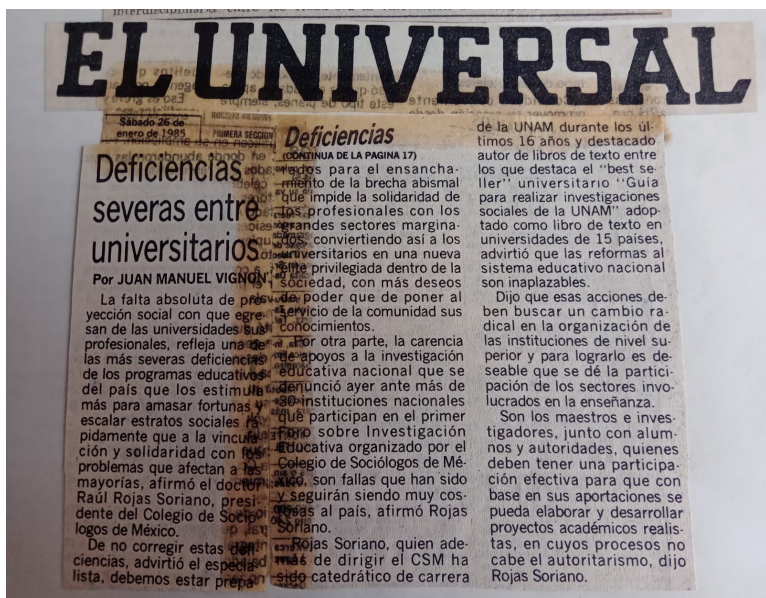 interdisciplinaria entre los
EL UNIVERSAL
Sábado 26 de
enero de 1985
PRIMERA SECCION
Deficiencias
severas entre
universitarios
Por JUAN MANUEL VIGNON
La falta absoluta de pro-
yección social con que egre-
san de las universidades sus
profesionales, refleja una de
las más severas deficiencias
de los programas educativos
del país que los estimula
más para amasar fortunas y
escalar estratos sociales rá-
pidamente que a la vincula-
ción y solidaridad con los
problemas que afectan a las
mayorías, afirmó el doctor
Raúl Rojas Soriano, presi-
dente del Colegio de Soció-
logos de México.
De no corregir estas defi-
ciencias, advirtió el especia-
lista, debemos estar prepa-
Deficiencias
(CONTINUA DE LA PAGINA 17)
rados para el ensancha-
miento de la brecha abismal
que impide la solidaridad de
los profesionales con los
grandes sectores margina-
dos, convirtiendo así a los
universitarios en una nueva
élite privilegiada dentro de la
sociedad, con más deseos
de poder que de poner al
servicio de la comunidad sus
conocimientos.
Por otra parte, la carencia
de apoyos a la investigación
educativa nacional que se
denunció ayer ante más de
30 instituciones nacionales
que participan en el primer
Foro sobre Investigación
Educativa organizado por el
Colegio de Sociólogos de Mé-
xico, son fallas que han sido
y seguirán siendo muy cos-
tosas al país, afirmó Rojas
Soriano.
Rojas Soriano, quien ade-
más de dirigir el CSM ha
sido catedrático de carrera
de la UNAM durante los úl-
timos 16 años y destacado
autor de libros de texto entre
los que destaca el "best se-
ller" universitario "Guía
para realizar investigaciones
sociales de la UNAM" adop-
tado como libro de texto en
universidades de 15 países,
advirtió que las reformas al
sistema educativo nacional
son inaplazables.
Dijo que esas acciones de-
ben buscar un cambio ra-
dical en la organización de
las instituciones de nivel su-
perior y para lograrlo es de-
seable que se dé la partici-
pación de los sectores invo-
lucrados en la enseñanza.
Son los maestros e inves-
tigadores, junto con alum-
nos y autoridades, quienes
deben tener una participa-
ción efectiva para que con
base en sus aportaciones se
pueda elaborar y desarrollar
proyectos académicos realis-
tas, en cuyos procesos no
cabe el autoritarismo, dijo
Rojas Soriano.